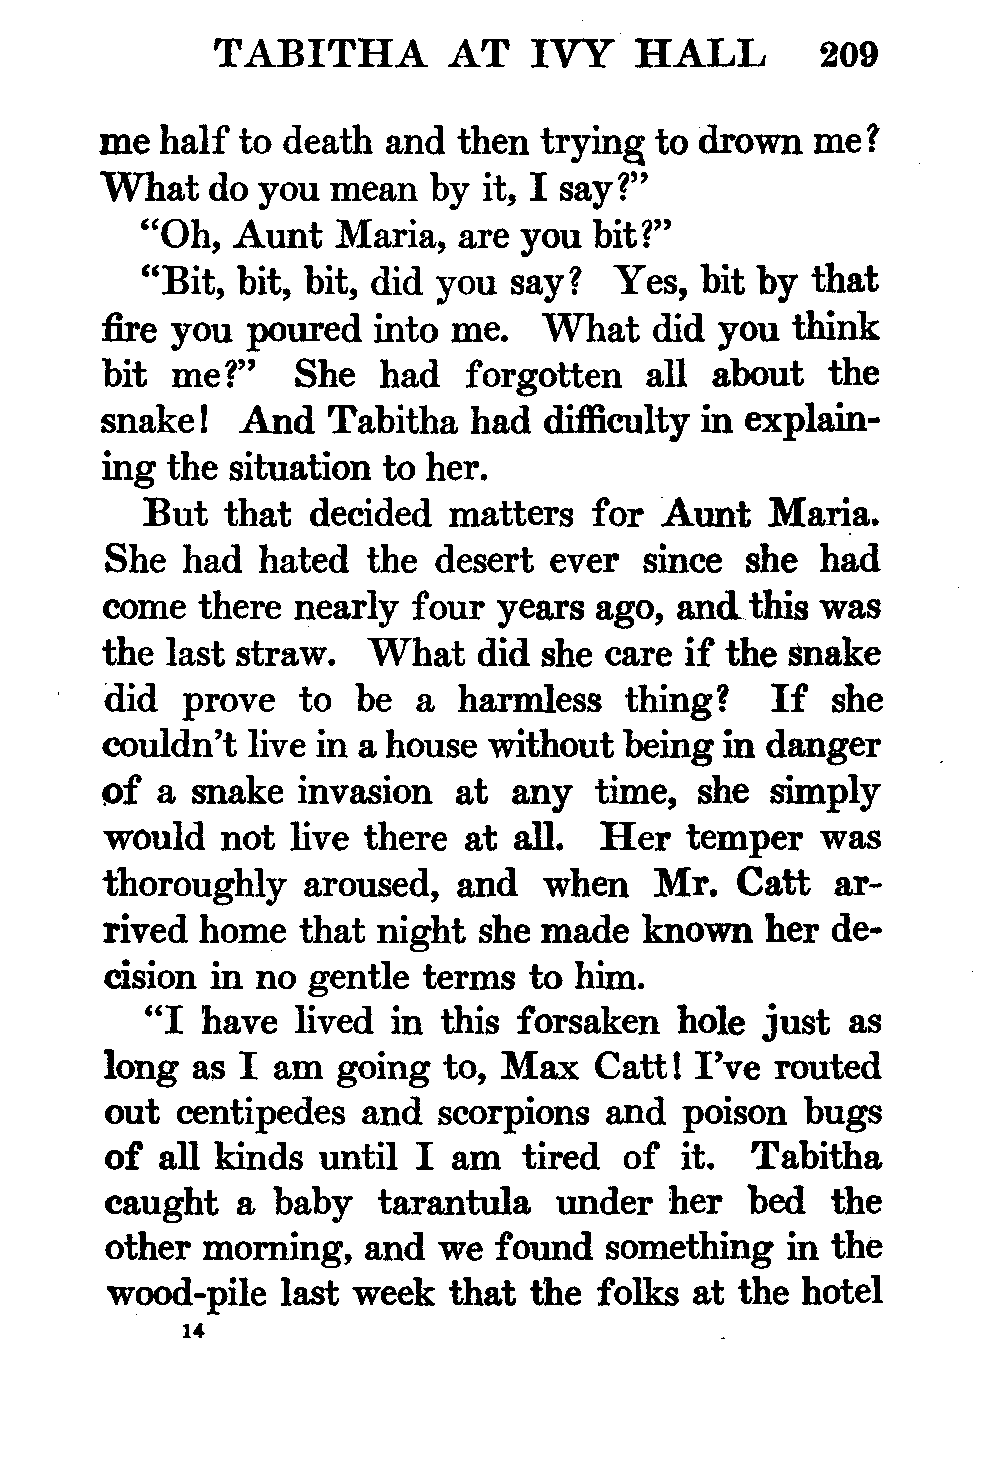 TABITHA AT IVY HALL 209
me half to death and then trying to drown me?
What do you mean by it, I say?”
“Oh, Aunt Maria, are you bit?”
“Bit, bit, bit, did you say? Yes, bit by that
fire you poured into me. What did you think
bit me?” She had forgotten all about the
snake! And Tabitha had difficulty in explain-
ing the situation to her.
But that decided matters for Aunt Maria.
She had hated the desert ever since she had
come there nearly four years ago, and this was
the last straw. What did she care if the snake
did prove to be a harmless thing? If she
couldn’t live in a house without being in danger
of a snake invasion at any time, she simply
would not live there at all. Her temper was
thoroughly aroused, and when Mr. Catt ar-
rived home that night she made known her de-
cision in no gentle terms to him.
“I have lived in this forsaken hole just as
long as I am going to, Max Catt! I’ve routed
out centipedes and scorpions and poison bugs
of all kinds until I am tired of it. Tabitha
caught a baby tarantula under her bed the
other morning, and we found something in the
wood-pile last week that the folks at the hotel
14